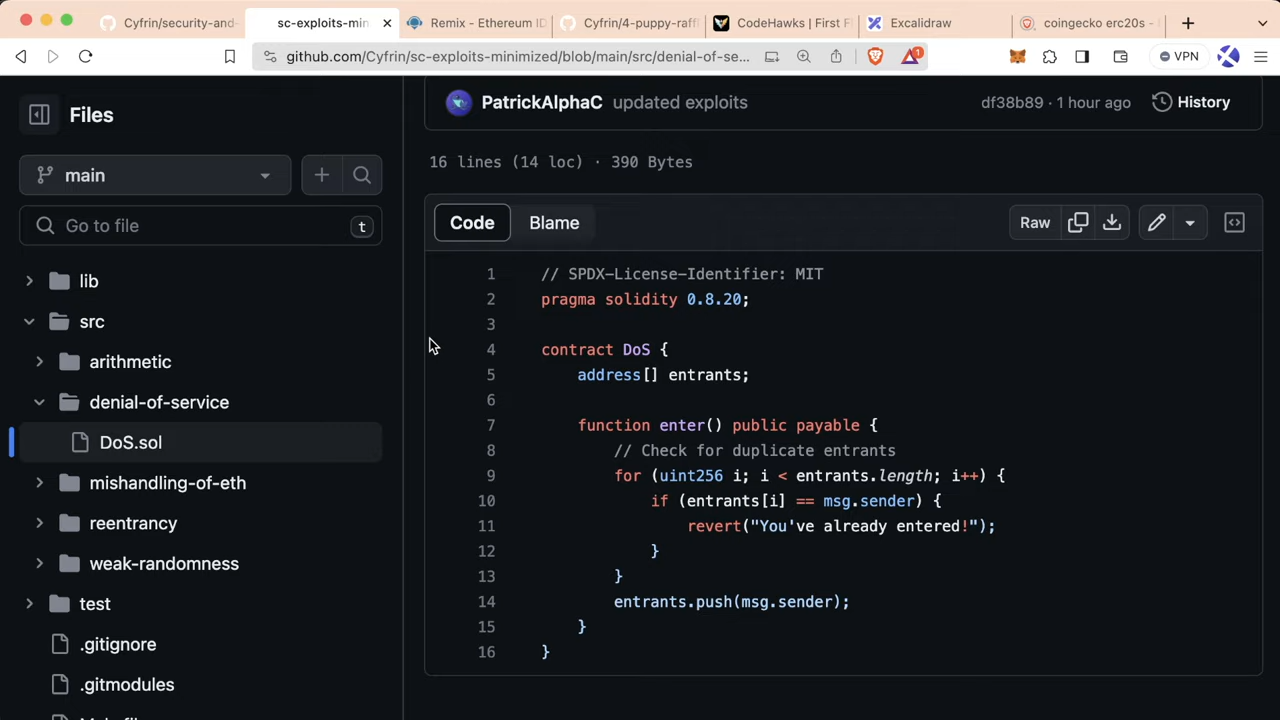 Cyfrin/security-and-
sc-exploits-min
Remix - Ethereum ID
Cyfrin/4-puppy-raffl
CodeHawks | First Fl
Excalidraw
coingecko erc20s -
github.com/Cyfrin/sc-exploits-minimized/blob/main/src/denial-of-se...
1
VPN
Files
main
Go to file
t
lib
src
arithmetic
denial-of-service
DoS.sol
mishandling-of-eth
reentrancy
weak-randomness
test
.gitignore
.gitmodules
PatrickAlphaC updated exploits
df38b89 · 1 hour ago
History
16 lines (14 loc) · 390 Bytes
Code
Blame
Raw
1 // SPDX-License-Identifier: MIT
2 pragma solidity 0.8.20;
3
4 contract DoS {
5 address[] entrants;
6
7 function enter() public payable {
8 // Check for duplicate entrants
9 for (uint256 i; i < entrants.length; i++) {
10 if (entrants[i] == msg.sender) {
11 revert("You've already entered!");
12 }
13 }
14 entrants.push(msg.sender);
15 }
16 }